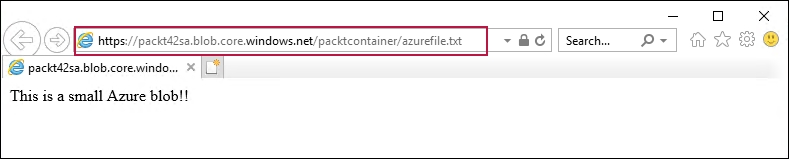 https://packt42sa.blob.core.windows.net/packtcontainer/azurefile.txt
Search...
packt42sa.blob.core.windo...
This is a small Azure blob!!